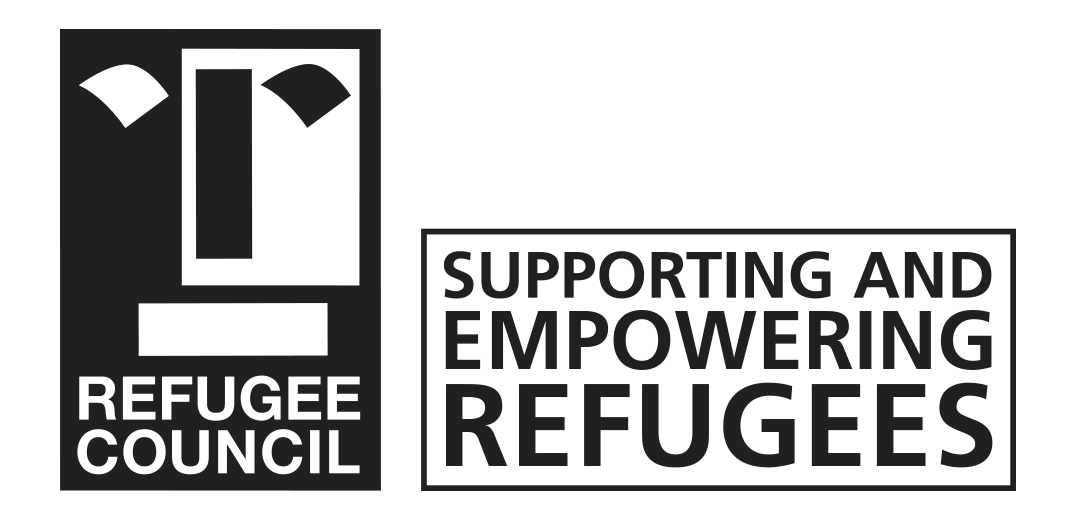 REFUGEE
COUNCIL
SUPPORTING AND
EMPOWERING
REFUGEES